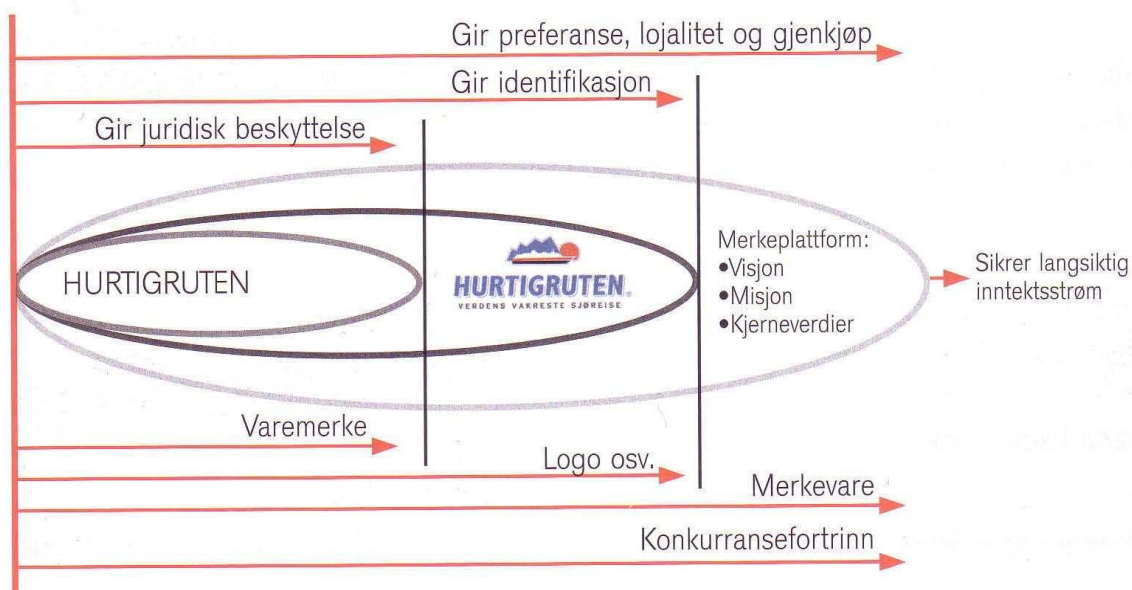 Gir preferanse, lojalitet og gjenkjøp
Gir identifikasjon
Gir juridisk beskyttelse
HURTIGRUTEN
HURTIGRUTEN®
VERDENS VAKRESTE SJØREISE
Merkeplattform:
•Visjon
•Misjon
•Kjerneverdier
Sikrer langsiktig
inntektsstrøm
Varemerke
Logo osv.
Merkevare
Konkurransefortrinn